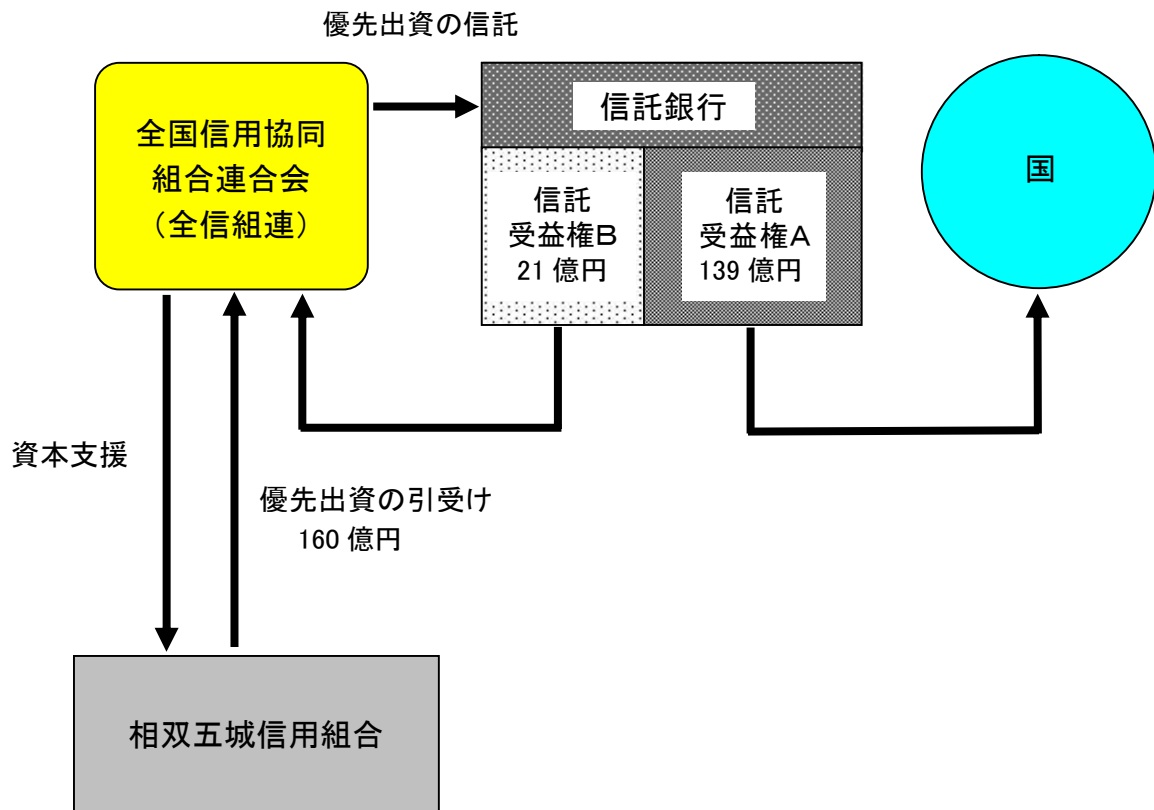 優先出資の信託
全国信用協同
組合連合会
（全信組連）
信託銀行
信託
受益権B
21 億円
信託
受益権A
139 億円
国
資本支援
優先出資の引受け
160 億円
相双五城信用組合